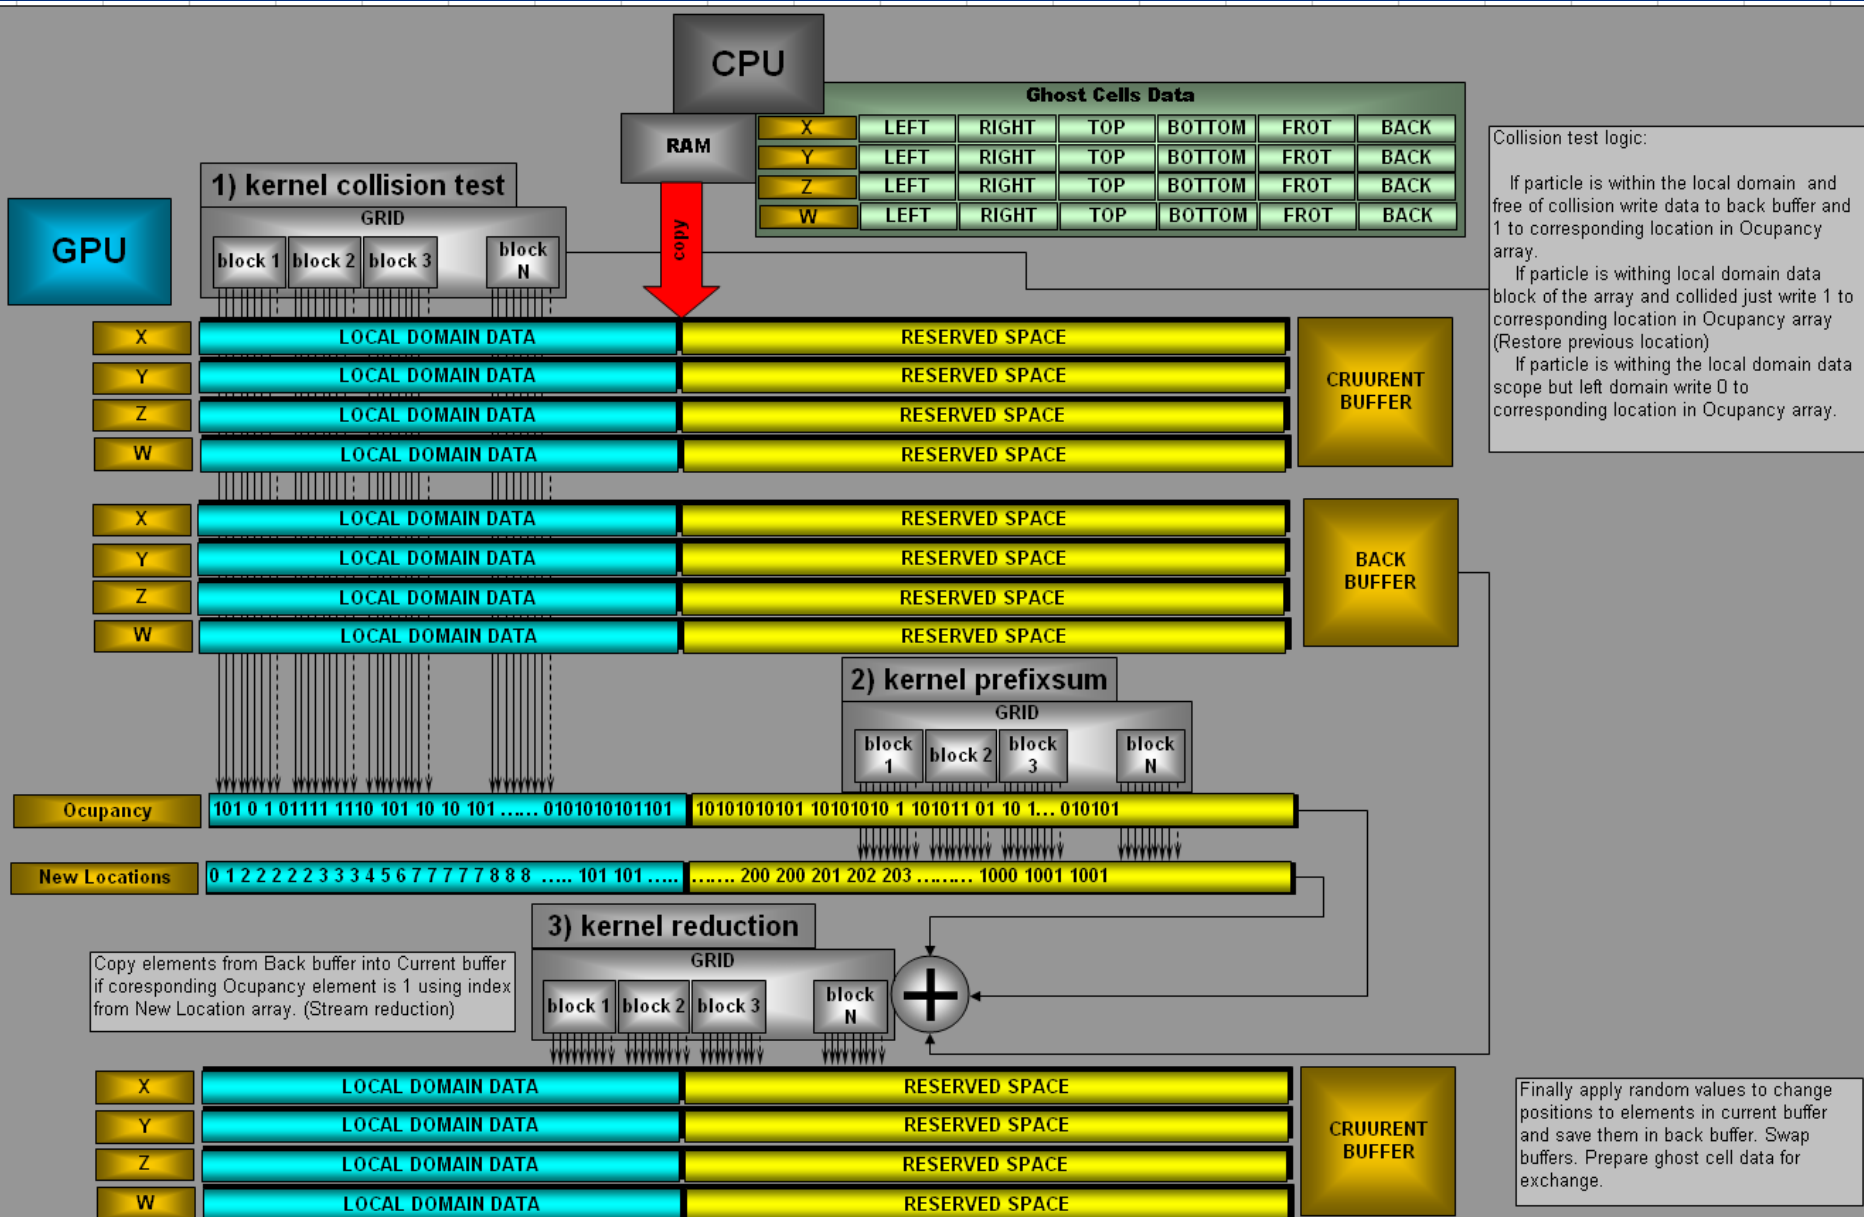 CPU
Ghost Cells Data
RAM
X LEFT RIGHT TOP BOTTOM FROT BACK
Y LEFT RIGHT TOP BOTTOM FROT BACK
Z LEFT RIGHT TOP BOTTOM FROT BACK
W LEFT RIGHT TOP BOTTOM FROT BACK
copy
Collision test logic:
If particle is within the local domain and
free of collision write data to back buffer and
1 to corresponding location in Ocupancy
array.
If particle is withing local domain data
block of the array and collided just write 1 to
corresponding location in Ocupancy array
(Restore previous location)
If particle is withing the local domain data
scope but left domain write 0 to
corresponding location in Ocupancy array.
GPU
1) kernel collision test
GRID
block 1 block 2 block 3 block N
X LOCAL DOMAIN DATA RESERVED SPACE
Y LOCAL DOMAIN DATA RESERVED SPACE
Z LOCAL DOMAIN DATA RESERVED SPACE
W LOCAL DOMAIN DATA RESERVED SPACE
CRUURENT
BUFFER
X LOCAL DOMAIN DATA RESERVED SPACE
Y LOCAL DOMAIN DATA RESERVED SPACE
Z LOCAL DOMAIN DATA RESERVED SPACE
W LOCAL DOMAIN DATA RESERVED SPACE
BACK
BUFFER
2) kernel prefixsum
GRID
block 1 block 2 block 3 block N
Ocupancy 101 0 1 01111 1110 101 10 10 101 ...... 0101010101101 10101010101 10101010 1 101011 01 10 1... 010101
New Locations 0 1 2 2 2 2 2 3 3 3 4 5 6 7 7 7 7 7 8 8 8 ..... 101 101 ..... ....... 200 200 201 202 203 ......... 1000 1001 1001
3) kernel reduction
GRID
block 1 block 2 block 3 block N
+
Copy elements from Back buffer into Current buffer
if coresponding Ocupancy element is 1 using index
from New Location array. (Stream reduction)
X LOCAL DOMAIN DATA RESERVED SPACE
Y LOCAL DOMAIN DATA RESERVED SPACE
Z LOCAL DOMAIN DATA RESERVED SPACE
W LOCAL DOMAIN DATA RESERVED SPACE
CRUURENT
BUFFER
Finally apply random values to change
positions to elements in current buffer
and save them in back buffer. Swap
buffers. Prepare ghost cell data for
exchange.